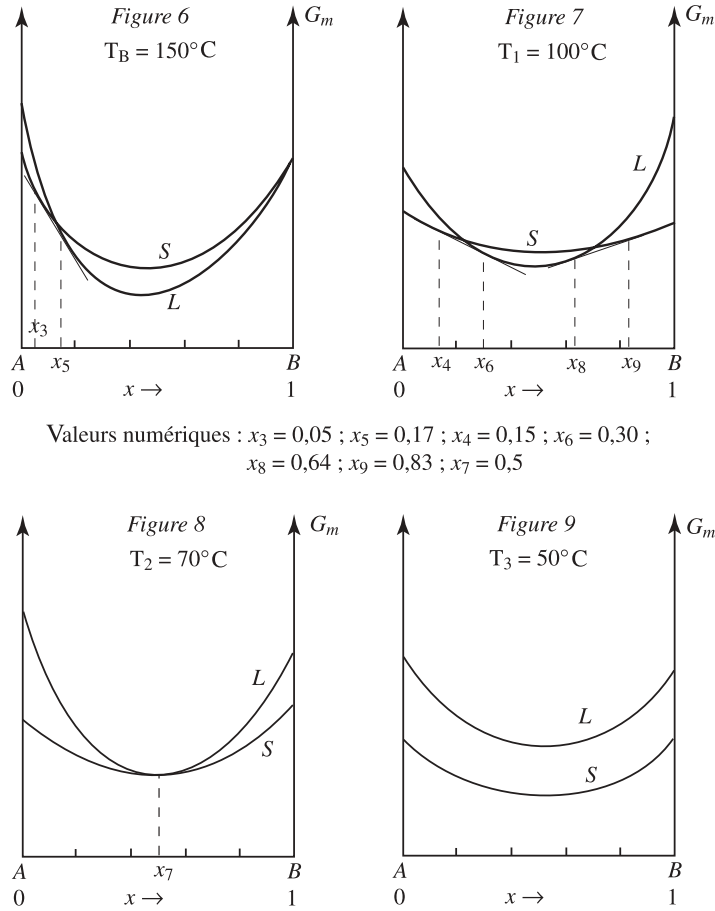 Figure 6
G_m
T_B = 150°C
S
L
x_3
A x_5 B
0 x → 1
Figure 7
G_m
T_1 = 100°C
L
S
A x_4 x_6 x_8 x_9 B
0 x → 1
Valeurs numériques : x_3 = 0,05 ; x_5 = 0,17 ; x_4 = 0,15 ; x_6 = 0,30 ;
x_8 = 0,64 ; x_9 = 0,83 ; x_7 = 0,5
Figure 8
G_m
T_2 = 70°C
L
S
A x_7 B
0 x → 1
Figure 9
G_m
T_3 = 50°C
L
S
A B
0 x → 1